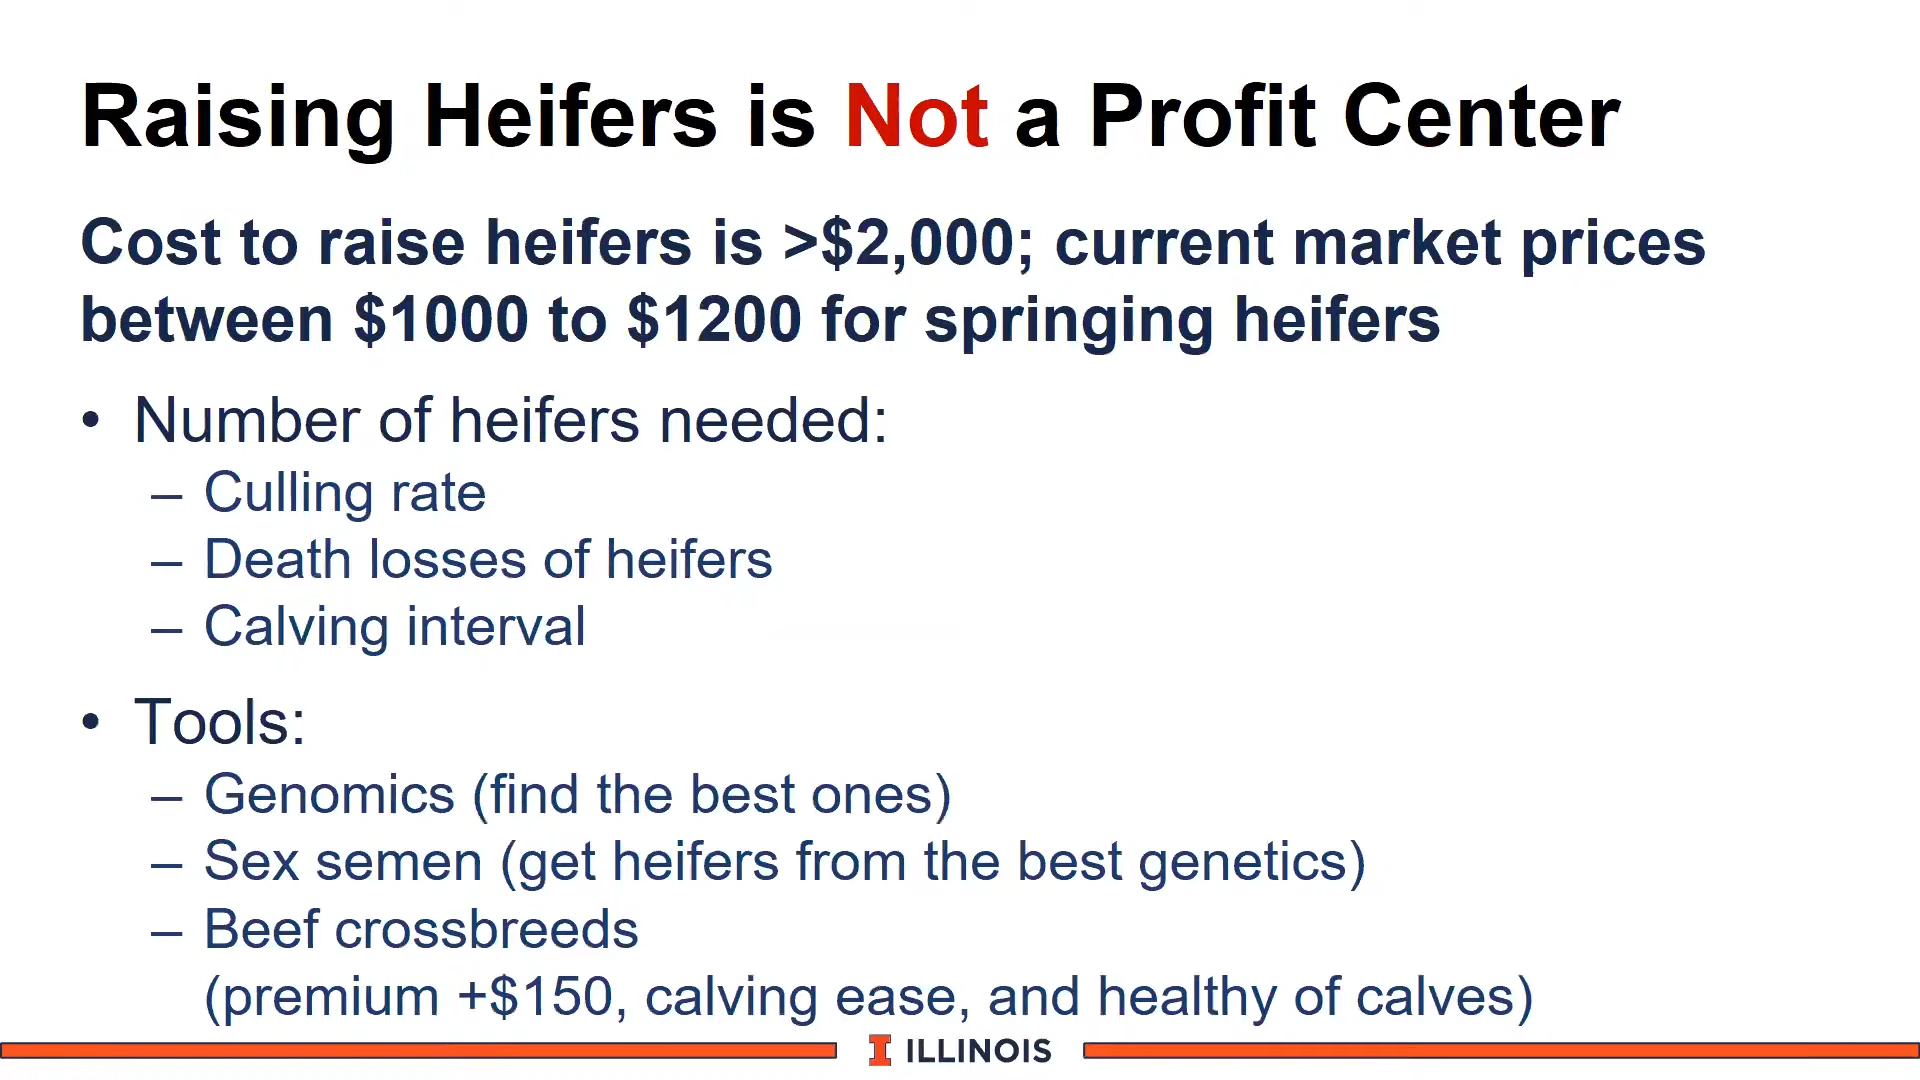 Raising Heifers is Not a Profit Center
Cost to raise heifers is >$2,000; current market prices
between $1000 to $1200 for springing heifers
• Number of heifers needed:
– Culling rate
– Death losses of heifers
– Calving interval
• Tools:
– Genomics (find the best ones)
– Sex semen (get heifers from the best genetics)
– Beef crossbreeds
(premium +$150, calving ease, and healthy of calves)
I ILLINOIS